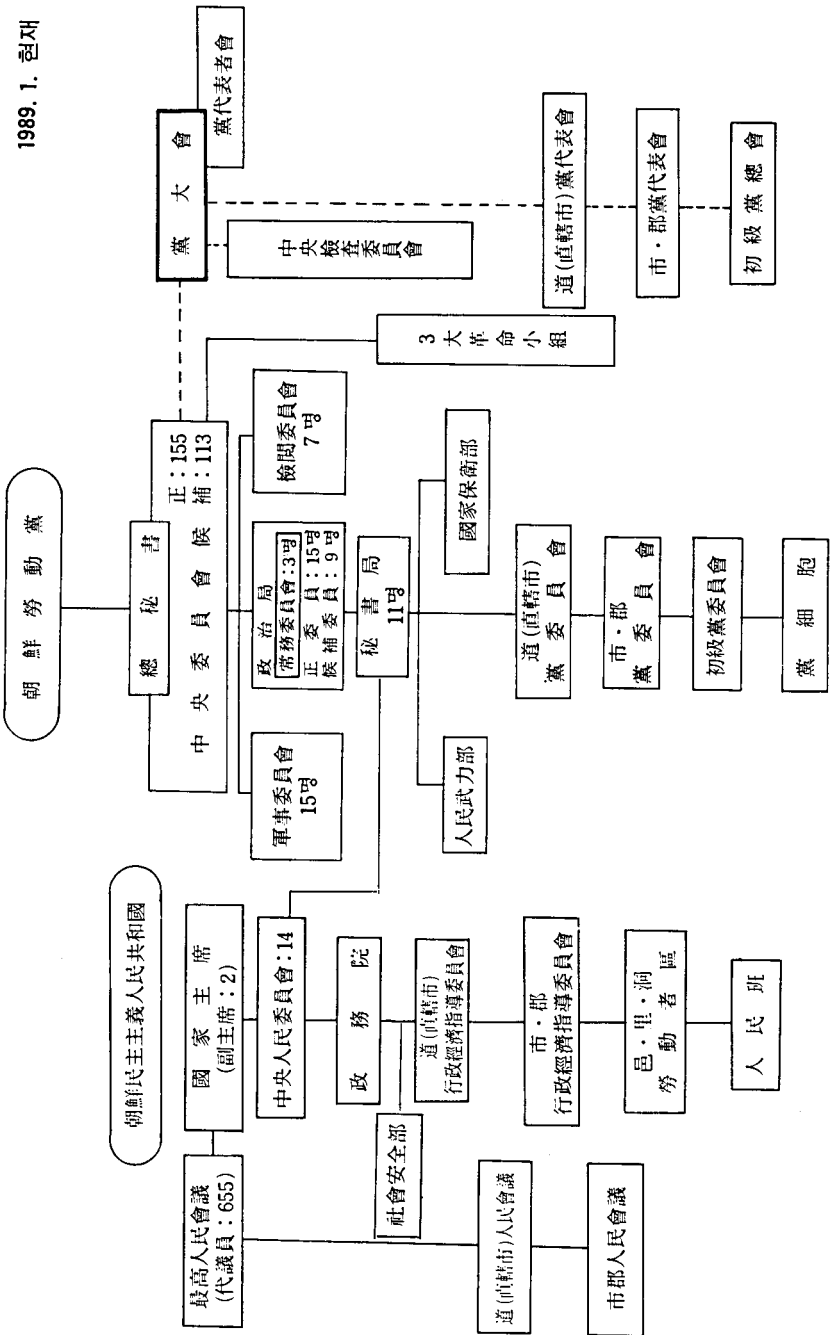 1989. 1. 현재
朝鮮勞動黨
黨大會
黨代表者會
總秘書
中央委員會
正：155
候補：113
中央檢査委員會
3大革命小組
軍事委員會
15명
政治局
常務委員會：3명
正委員：15명
候補委員：9명
檢閱委員會
7명
秘書局
11명
人民武力部
國家保衛部
道(直轄市)
黨委員會
市·郡
黨委員會
初級黨委員會
黨細胞
道(直轄市)黨代表會
市·郡黨代表會
初級黨總會
朝鮮民主主義人民共和國
最高人民會議
(代議員：655)
國家主席
(副主席：2)
中央人民委員會：14
政務院
社會安全部
道(直轄市)
行政經濟指導委員會
市·郡
行政經濟指導委員會
邑·里·洞
勞動者區
人民班
道(直轄市)人民會議
市郡人民會議